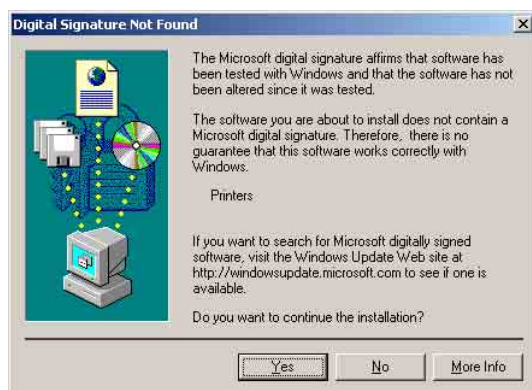 Digital Signature Not Found
The Microsoft digital signature affirms that software has
been tested with Windows and that the software has not
been altered since it was tested.
The software you are about to install does not contain a
Microsoft digital signature. Therefore, there is no
guarantee that this software works correctly with
Windows.
Printers
If you want to search for Microsoft digitally signed
software, visit the Windows Update Web site at
http://windowsupdate.microsoft.com to see if one is
available.
Do you want to continue the installation?
Yes No More Info